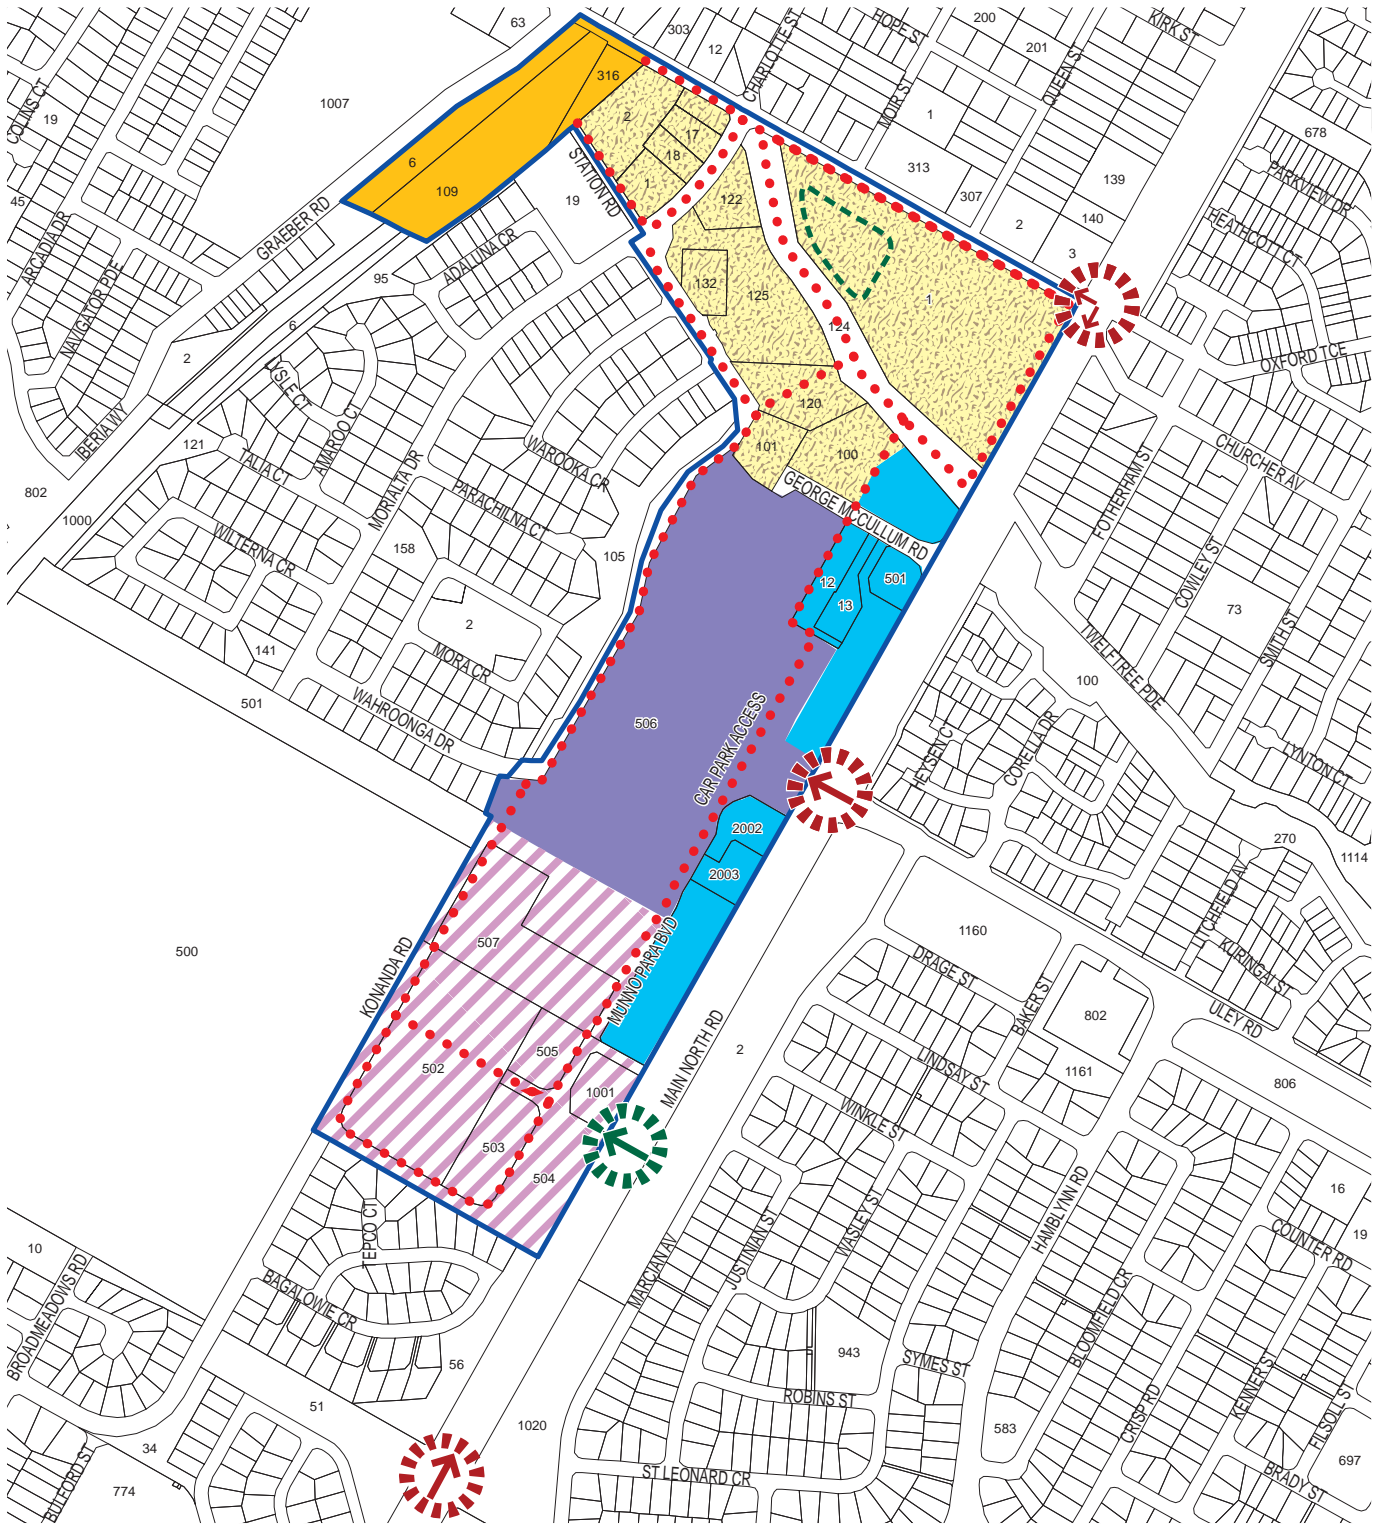 63
303
12
CHARLOTTE ST
HOPE ST
200
201
KIRK ST
QUEEN ST
COLINS CT
19
1007
316
2
17
18
1
MOIR ST
1
313
307
678
PARKVIEW DR
139
140
2
3
HEATHCOTT CT
6
109
STATION RD
19
122
45
ARCADIA DR
GRAEBER RD
ADALUNA CR
95
NAVIGATOR PDE
132
125
1
124
6
2
LYSLE CT
AMAROO CT
OXFORD TCE
IBERIA WY
121
TALIA CT
MORIALTA DR
WAROOKA CR
120
101
100
GEORGE MCCULLUM RD
CHURCHER AV
802
1000
PARACHILNA CT
FOTHERHAM ST
WILTERNA CR
158
105
12
13
501
COWLEY ST
73
SMITH ST
2
141
MORA CR
TWELFTREE PDE
100
501
WAHROONGA DR
506
CAR PARK ACCESS
HEYSEN CT
CORELLA DR
LYNTON CT
2002
2003
270
1114
LITCHFIELD AV
500
KONANDA RD
507
MUNNO PARA BVD
1160
DRAGE ST
KURINGAI ST
BAKER ST
802
ULEY RD
502
505
1001
MAIN NORTH RD
2
LINDSAY ST
1161
806
WINKLE ST
503
504
TEPCO CT
16
HAMBLYNN RD
COUNTER RD
19
10
BROADMEADOWS RD
BAGALOWIE CR
MARCIAN AV
JUSTINIAN ST
WASLEY ST
BLOOMFIELD CR
56
943
SYMES ST
ROBINS ST
KENNER ST
CRISP RD
FILSOLL S
51
34
774
BULFORD ST
1020
583
697
ST LEONARD CR
BRADY ST